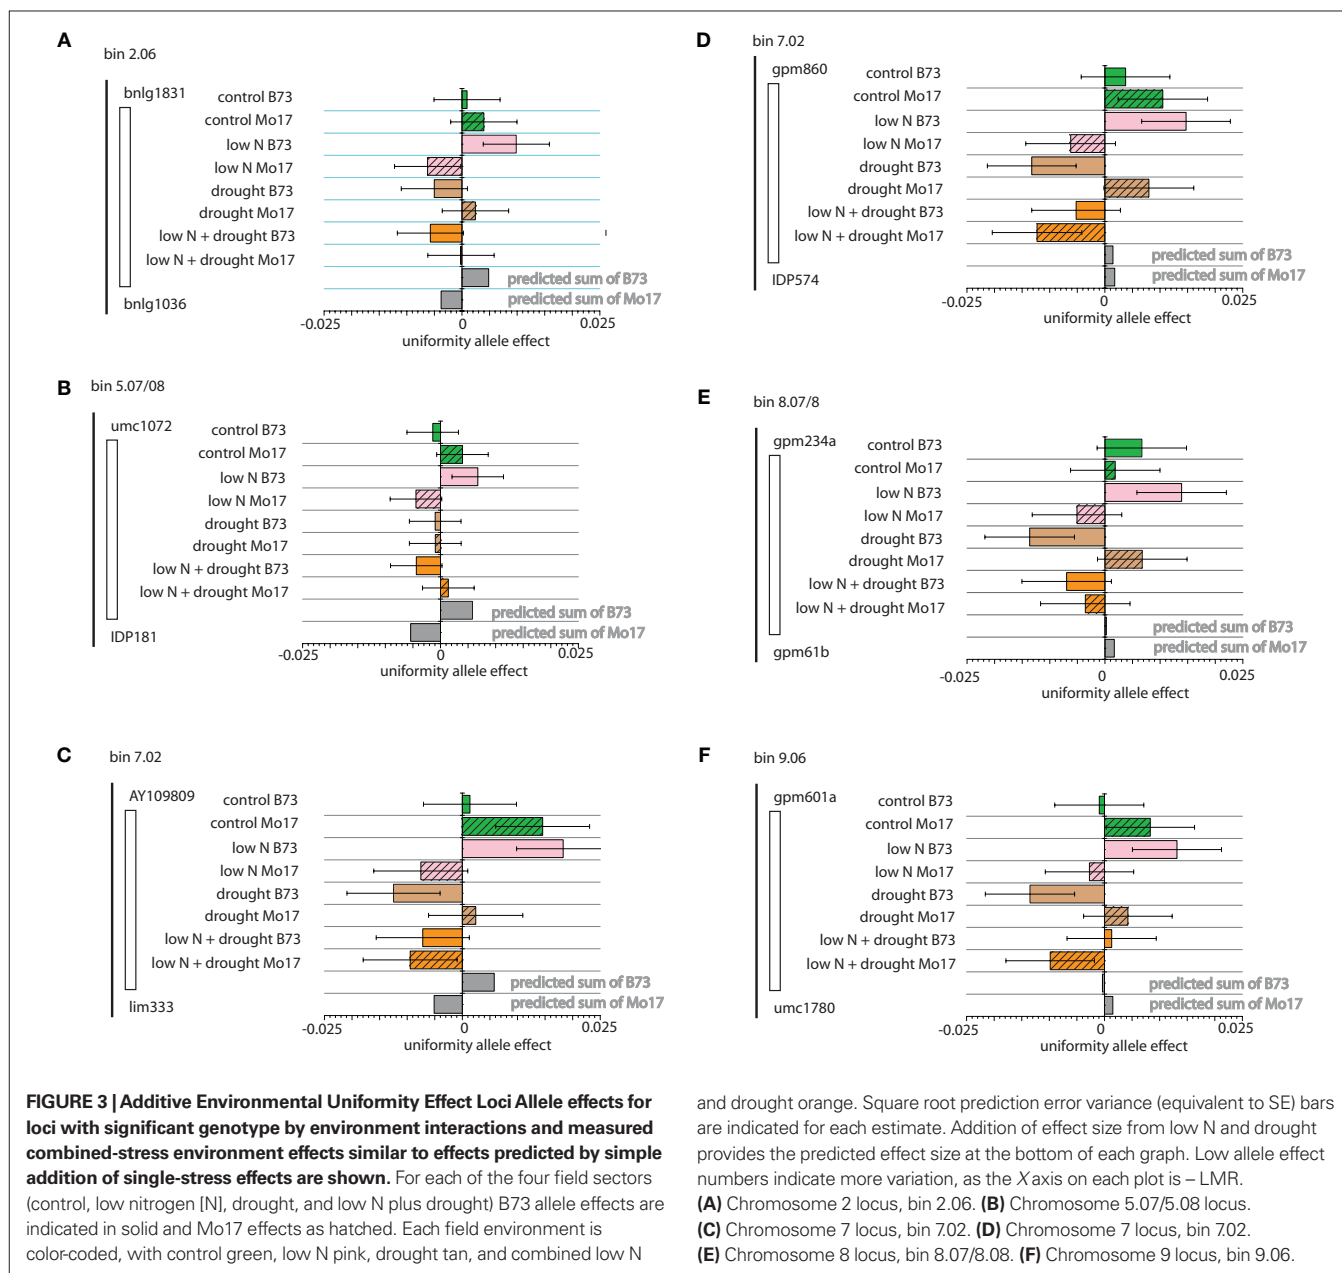 A
bin 2.06
bnlg1831
control B73
control Mo17
low N B73
low N Mo17
drought B73
drought Mo17
low N + drought B73
low N + drought Mo17
predicted sum of B73
predicted sum of Mo17
bnlg1036
-0.025
0
0.025
uniformity allele effect
B
bin 5.07/08
umc1072
control B73
control Mo17
low N B73
low N Mo17
drought B73
drought Mo17
low N + drought B73
low N + drought Mo17
predicted sum of B73
predicted sum of Mo17
IDP181
-0.025
0
0.025
uniformity allele effect
C
bin 7.02
AY109809
control B73
control Mo17
low N B73
low N Mo17
drought B73
drought Mo17
low N + drought B73
low N + drought Mo17
predicted sum of B73
predicted sum of Mo17
lim333
-0.025
0
0.025
uniformity allele effect
D
bin 7.02
gpm860
control B73
control Mo17
low N B73
low N Mo17
drought B73
drought Mo17
low N + drought B73
low N + drought Mo17
predicted sum of B73
predicted sum of Mo17
IDP574
-0.025
0
0.025
uniformity allele effect
E
bin 8.07/8
gpm234a
control B73
control Mo17
low N B73
low N Mo17
drought B73
drought Mo17
low N + drought B73
low N + drought Mo17
predicted sum of B73
predicted sum of Mo17
gpm61b
-0.025
0
0.025
uniformity allele effect
F
bin 9.06
gpm601a
control B73
control Mo17
low N B73
low N Mo17
drought B73
drought Mo17
low N + drought B73
low N + drought Mo17
predicted sum of B73
predicted sum of Mo17
umc1780
-0.025
0
0.025
uniformity allele effect
FIGURE 3 | Additive Environmental Uniformity Effect Loci Allele effects for
loci with significant genotype by environment interactions and measured
combined-stress environment effects similar to effects predicted by simple
addition of single-stress effects are shown. For each of the four field sectors
(control, low nitrogen [N], drought, and low N plus drought) B73 allele effects are
indicated in solid and Mo17 effects as hatched. Each field environment is
color-coded, with control green, low N pink, drought tan, and combined low N
and drought orange. Square root prediction error variance (equivalent to SE) bars
are indicated for each estimate. Addition of effect size from low N and drought
provides the predicted effect size at the bottom of each graph. Low allele effect
numbers indicate more variation, as the X axis on each plot is – LMR.
(A) Chromosome 2 locus, bin 2.06. (B) Chromosome 5.07/5.08 locus.
(C) Chromosome 7 locus, bin 7.02. (D) Chromosome 7 locus, bin 7.02.
(E) Chromosome 8 locus, bin 8.07/8.08. (F) Chromosome 9 locus, bin 9.06.